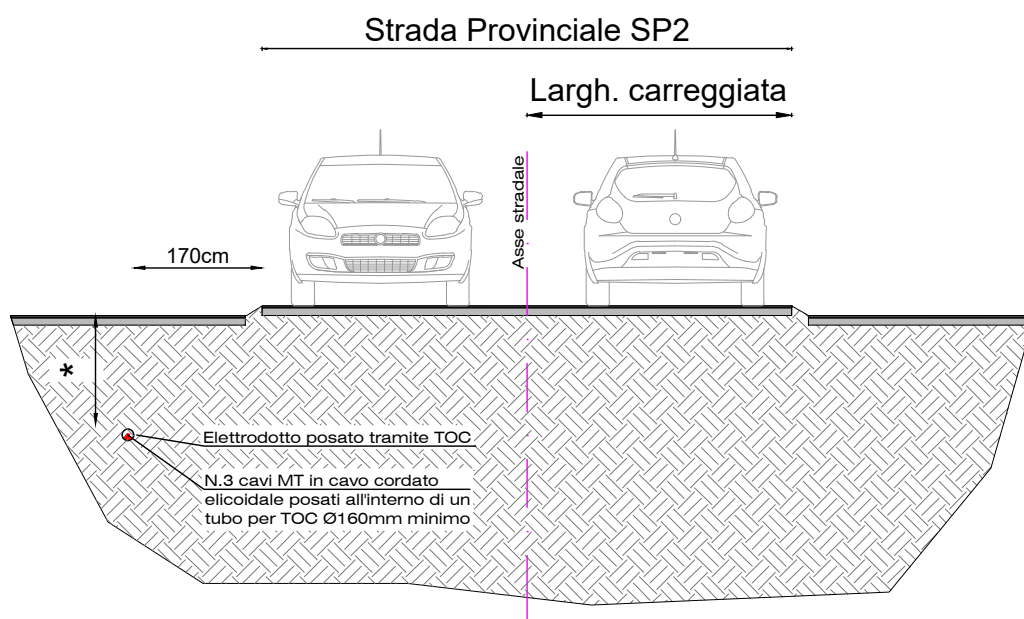 Strada Provinciale SP2
Largh. carreggiata
Asse stradale
170cm
*
Elettrodotto posato tramite TOC
N.3 cavi MT in cavo cordato
elicoidale posati all'interno di un
tubo per TOC Ø160mm minimo